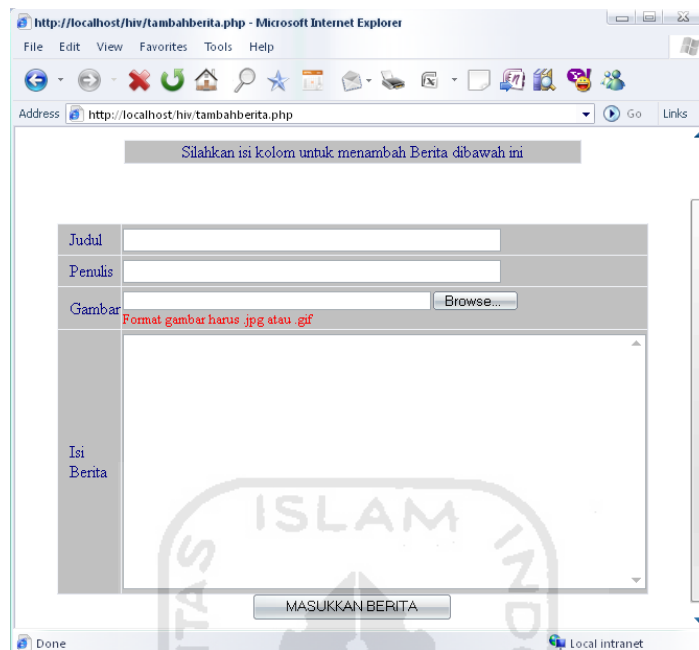 http://localhost/hiv/tambahberita.php - Microsoft Internet Explorer
File Edit View Favorites Tools Help
Address http://localhost/hiv/tambahberita.php Go Links
Silahkan isi kolom untuk menambah Berita dibawah ini
Judul
Penulis
Gambar Browse...
Format gambar harus .jpg atau .gif
Isi
Berita
ISLAM
MASUKKAN BERITA
Done Local intranet